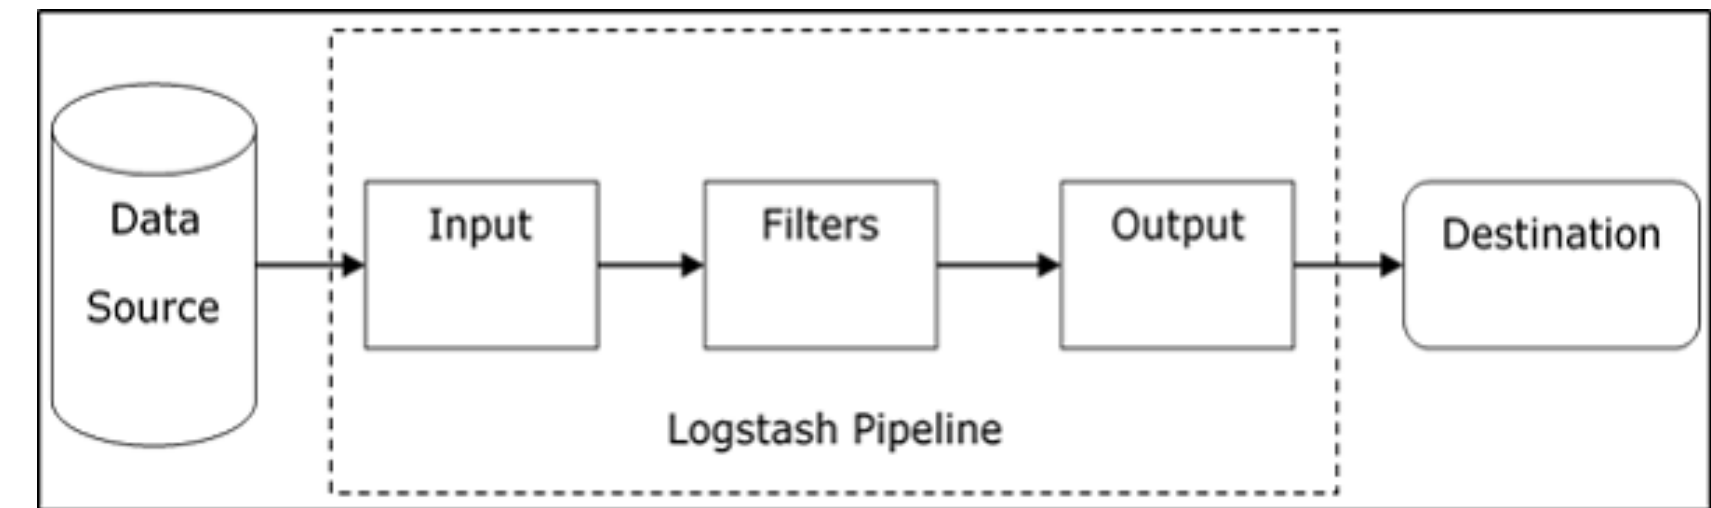 Data
Source
Input
Filters
Output
Destination
Logstash Pipeline